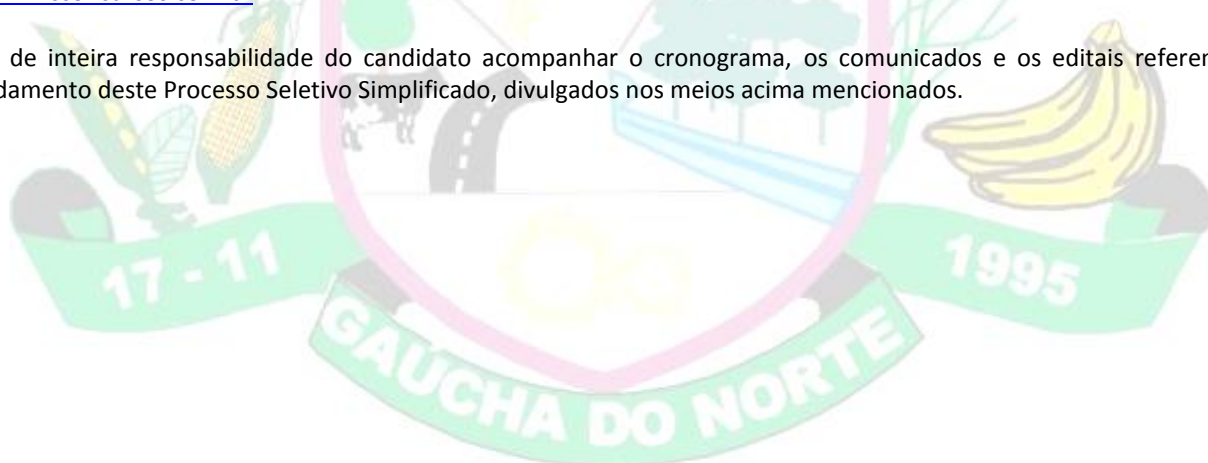 de inteira responsabilidade do candidato acompanhar o cronograma, os comunicados e os editais referen
damento deste Processo Seletivo Simplificado, divulgados nos meios acima mencionados.
17 - 11
1995
GAÚCHA DO NORTE